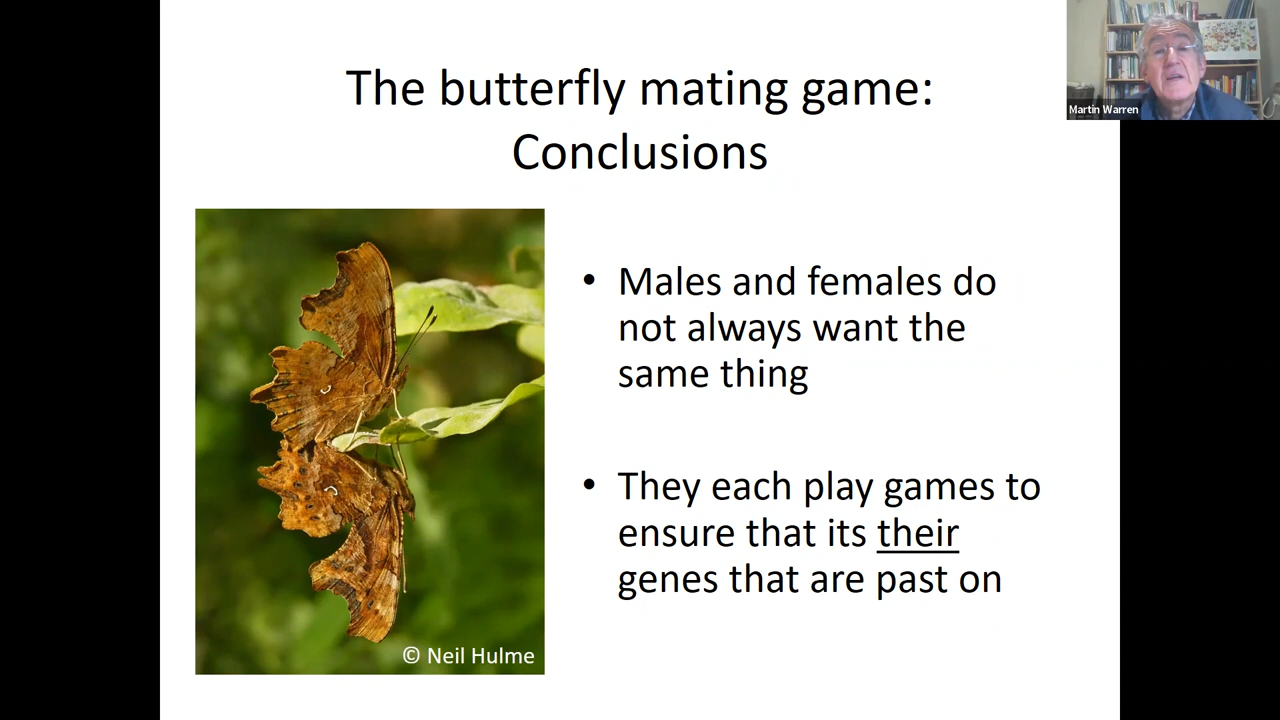 The butterfly mating game:
Conclusions
Martin Warren
• Males and females do
not always want the
same thing
• They each play games to
ensure that its their
genes that are past on
© Neil Hulme